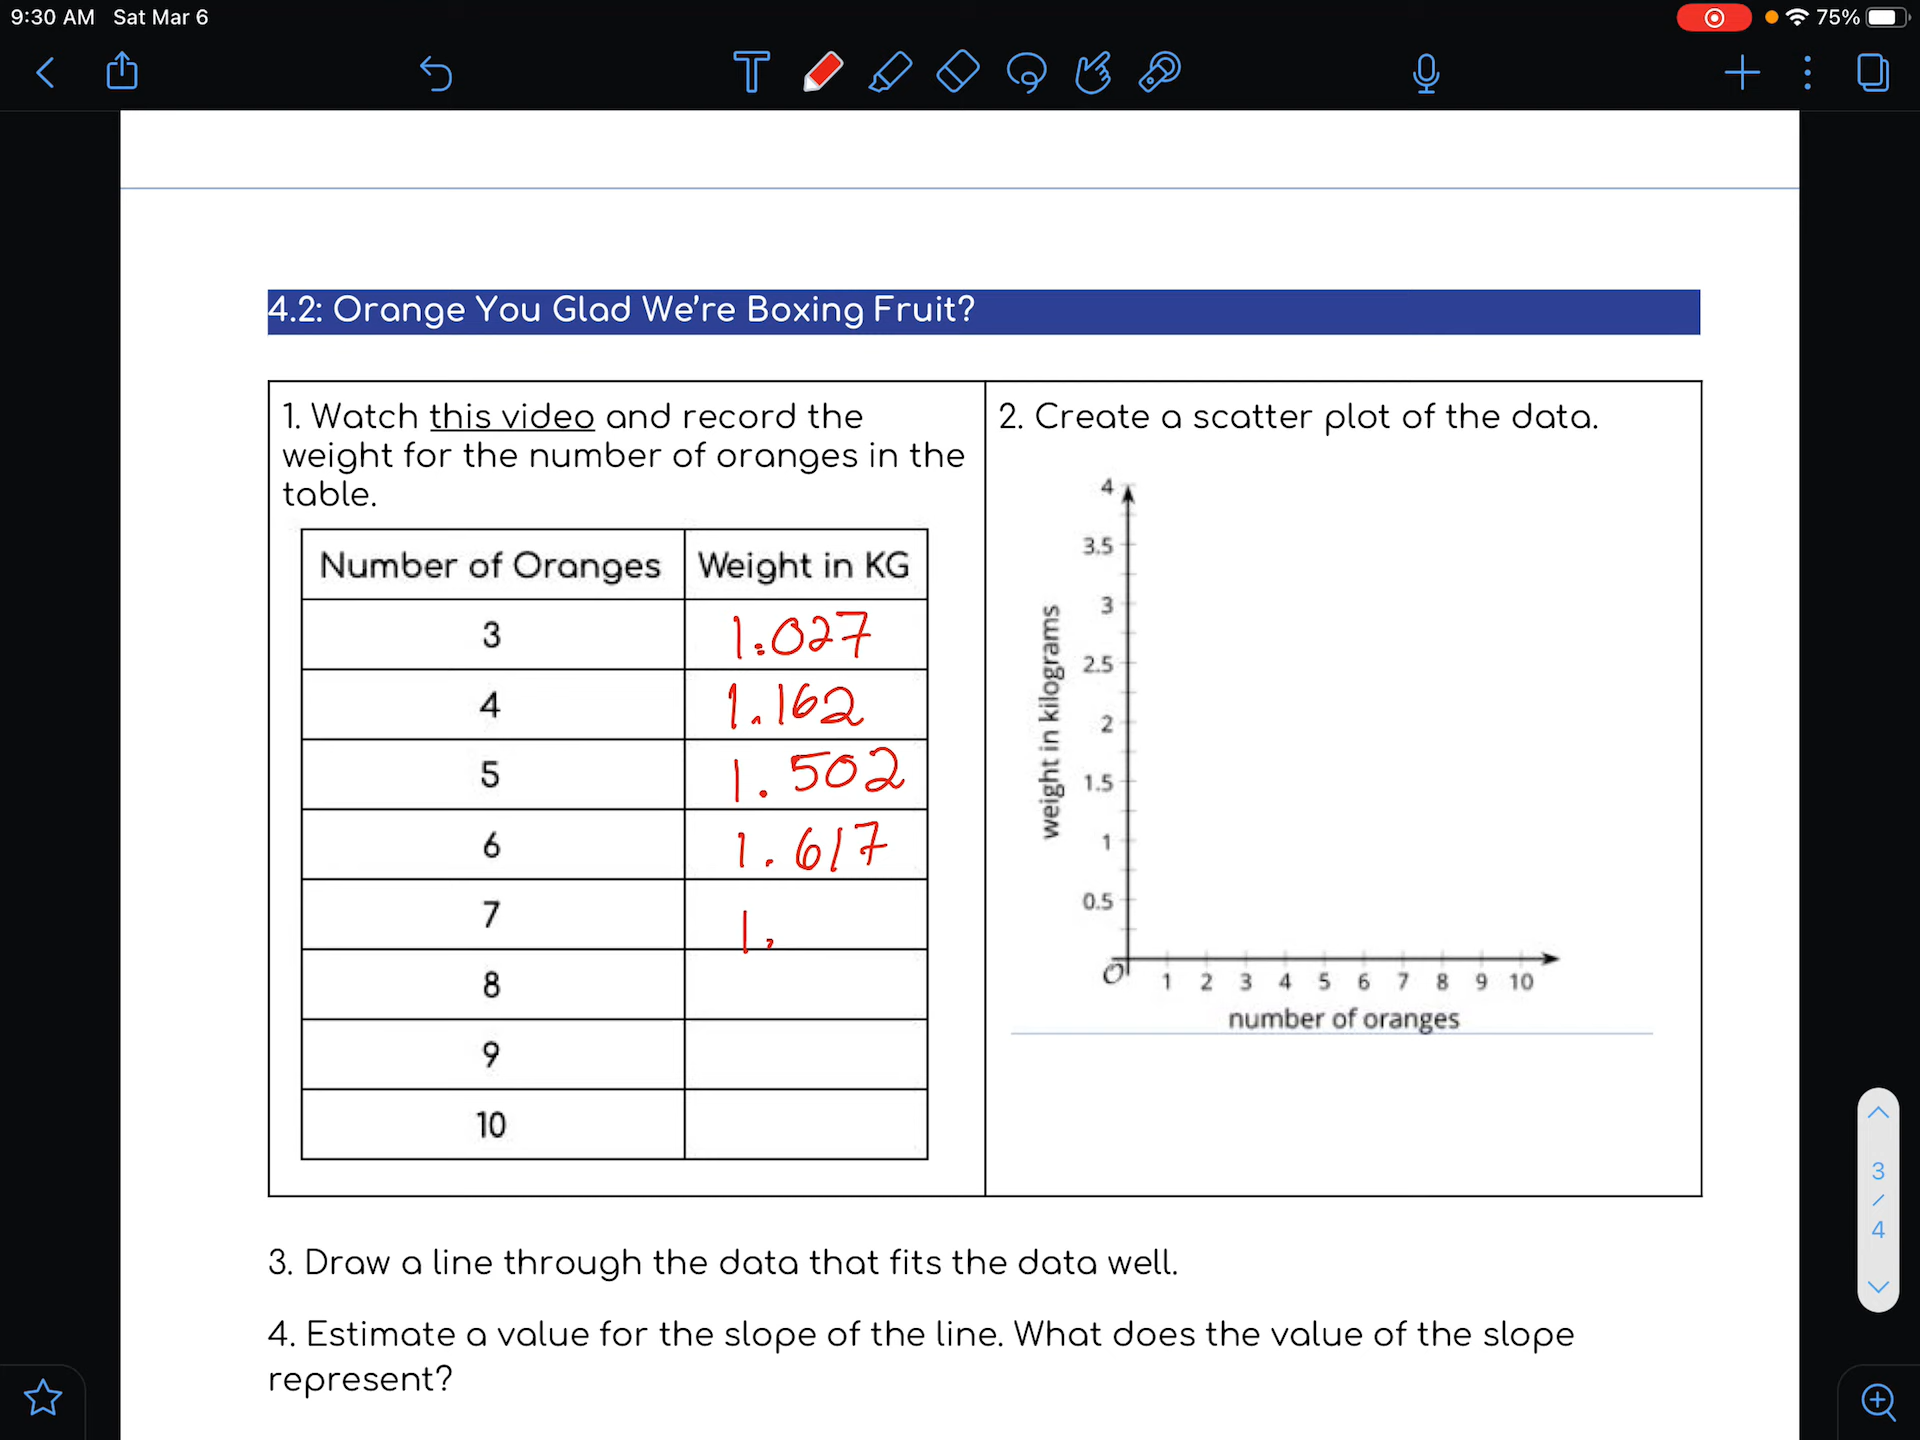 9:30 AM Sat Mar 6
75%
4.2: Orange You Glad We're Boxing Fruit?
1. Watch this video and record the
weight for the number of oranges in the
table.
Number of Oranges Weight in KG
3 1.027
4 1.162
5 1.502
6 1.617
7 1.
8
9
10
2. Create a scatter plot of the data.
4
3.5
3
2.5
2
1.5
1
0.5
weight in kilograms
O 1 2 3 4 5 6 7 8 9 10
number of oranges
3. Draw a line through the data that fits the data well.
4. Estimate a value for the slope of the line. What does the value of the slope
represent?
3
/
4